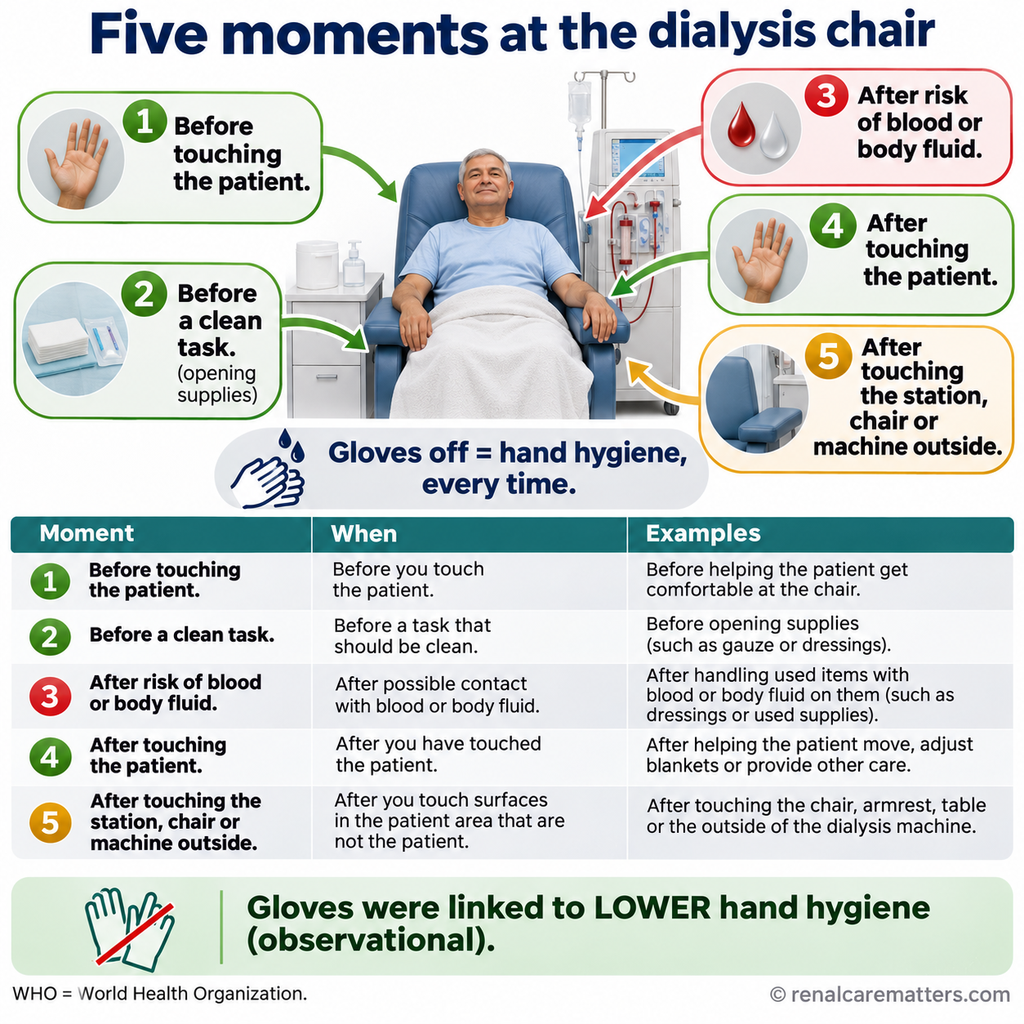 Five moments at the dialysis chair
1
Before
touching
the patient.
2
Before
a clean
task.
(opening
supplies)
3
After risk
of blood or
body fluid.
4
After
touching
the patient.
5
After
touching
the station,
chair or
machine outside.
Gloves off = hand hygiene,
every time.
Moment
When
Examples
1
Before touching
the patient.
Before you touch
the patient.
Before helping the patient get
comfortable at the chair.
2
Before a clean task.
Before a task that
should be clean.
Before opening supplies
(such as gauze or dressings).
3
After risk of blood
or body fluid.
After possible contact
with blood or body fluid.
After handling used items with
blood or body fluid on them (such as
dressings or used supplies).
4
After touching
the patient.
After you have touched
the patient.
After helping the patient move, adjust
blankets or provide other care.
5
After touching the
station, chair or
machine outside.
After you touch surfaces
in the patient area that are
not the patient.
After touching the chair, armrest, table
or the outside of the dialysis machine.
Gloves were linked to LOWER hand hygiene
(observational).
WHO = World Health Organization.
© renalcarematters.com